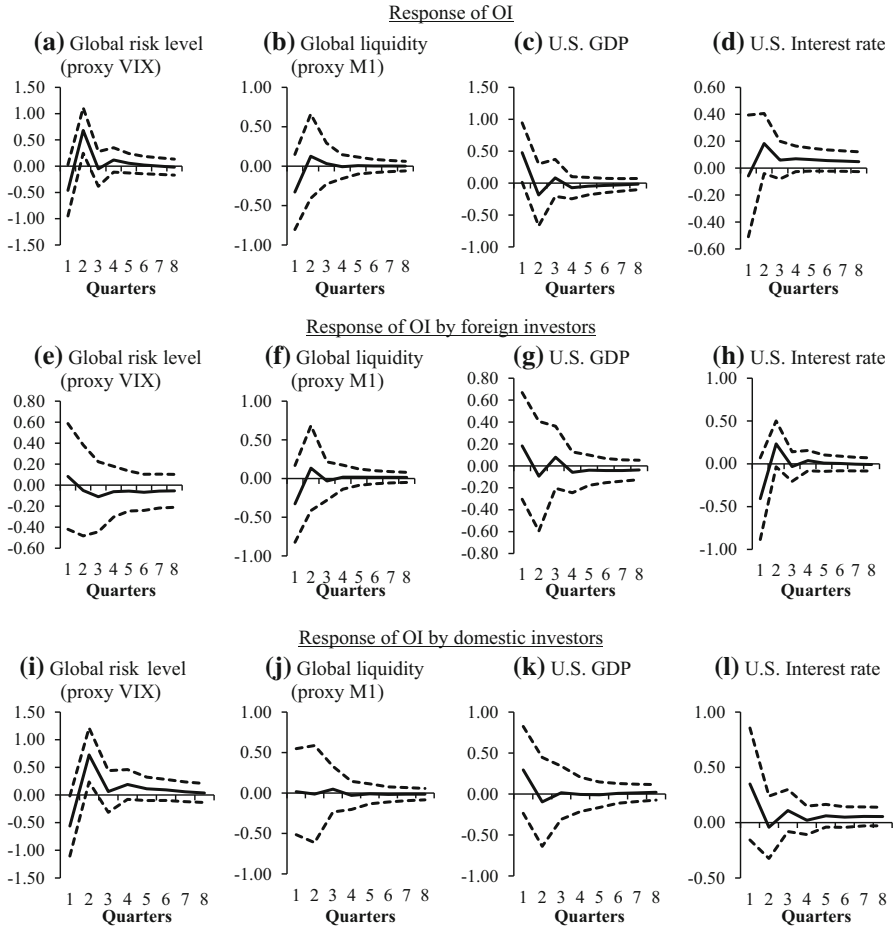 Response of OI
(a) Global risk level
(proxy VIX)
1.50
1.00
0.50
0.00
-0.50
-1.00
-1.50
1 2 3 4 5 6 7 8
Quarters
(b) Global liquidity
(proxy M1)
1.00
0.50
0.00
-0.50
-1.00
1 2 3 4 5 6 7 8
Quarters
(c) U.S. GDP
1.50
1.00
0.50
0.00
-0.50
-1.00
1 2 3 4 5 6 7 8
Quarters
(d) U.S. Interest rate
0.60
0.40
0.20
0.00
-0.20
-0.40
-0.60
1 2 3 4 5 6 7 8
Quarters
Response of OI by foreign investors
(e) Global risk level
(proxy VIX)
0.80
0.60
0.40
0.20
0.00
-0.20
-0.40
-0.60
1 2 3 4 5 6 7 8
Quarters
(f) Global liquidity
(proxy M1)
1.00
0.50
0.00
-0.50
-1.00
1 2 3 4 5 6 7 8
Quarters
(g) U.S. GDP
0.80
0.60
0.40
0.20
0.00
-0.20
-0.40
-0.60
-0.80
1 2 3 4 5 6 7 8
Quarters
(h) U.S. Interest rate
1.00
0.50
0.00
-0.50
-1.00
1 2 3 4 5 6 7 8
Quarters
Response of OI by domestic investors
(i) Global risk level
(proxy VIX)
1.50
1.00
0.50
0.00
-0.50
-1.00
-1.50
1 2 3 4 5 6 7 8
Quarters
(j) Global liquidity
(proxy M1)
1.00
0.50
0.00
-0.50
-1.00
1 2 3 4 5 6 7 8
Quarters
(k) U.S. GDP
1.00
0.50
0.00
-0.50
-1.00
1 2 3 4 5 6 7 8
Quarters
(l) U.S. Interest rate
1.00
0.50
0.00
-0.50
1 2 3 4 5 6 7 8
Quarters